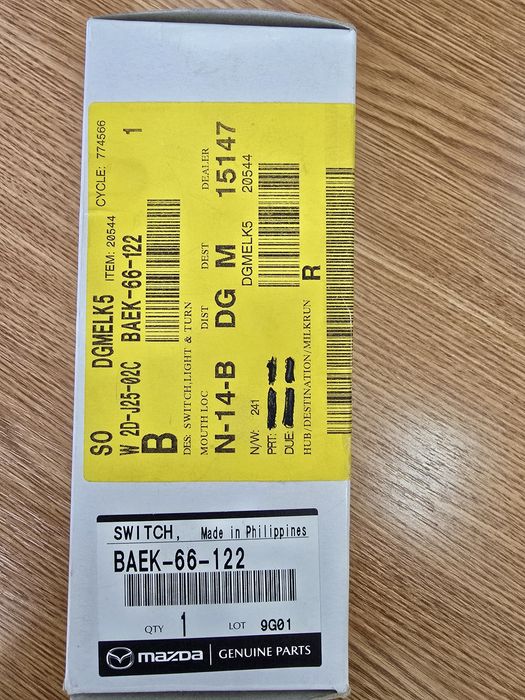 SO DGMELK5 ITEM: 20544 CYCLE: 774566
W 2D-J25-02C BAEK-66-122 1
B
DES: SWITCH,LIGHT & TURN
MOUTH LOC DIST DEST DEALER
N-14-B DG M 15147
N/W: 241 DGMELK5 20544
PRT:
DUE:
HUB/DESTINATION/MILKRUN R
SWITCH, Made in Philippines
BAEK-66-122
QTY 1 LOT 9G01
mazda GENUINE PARTS